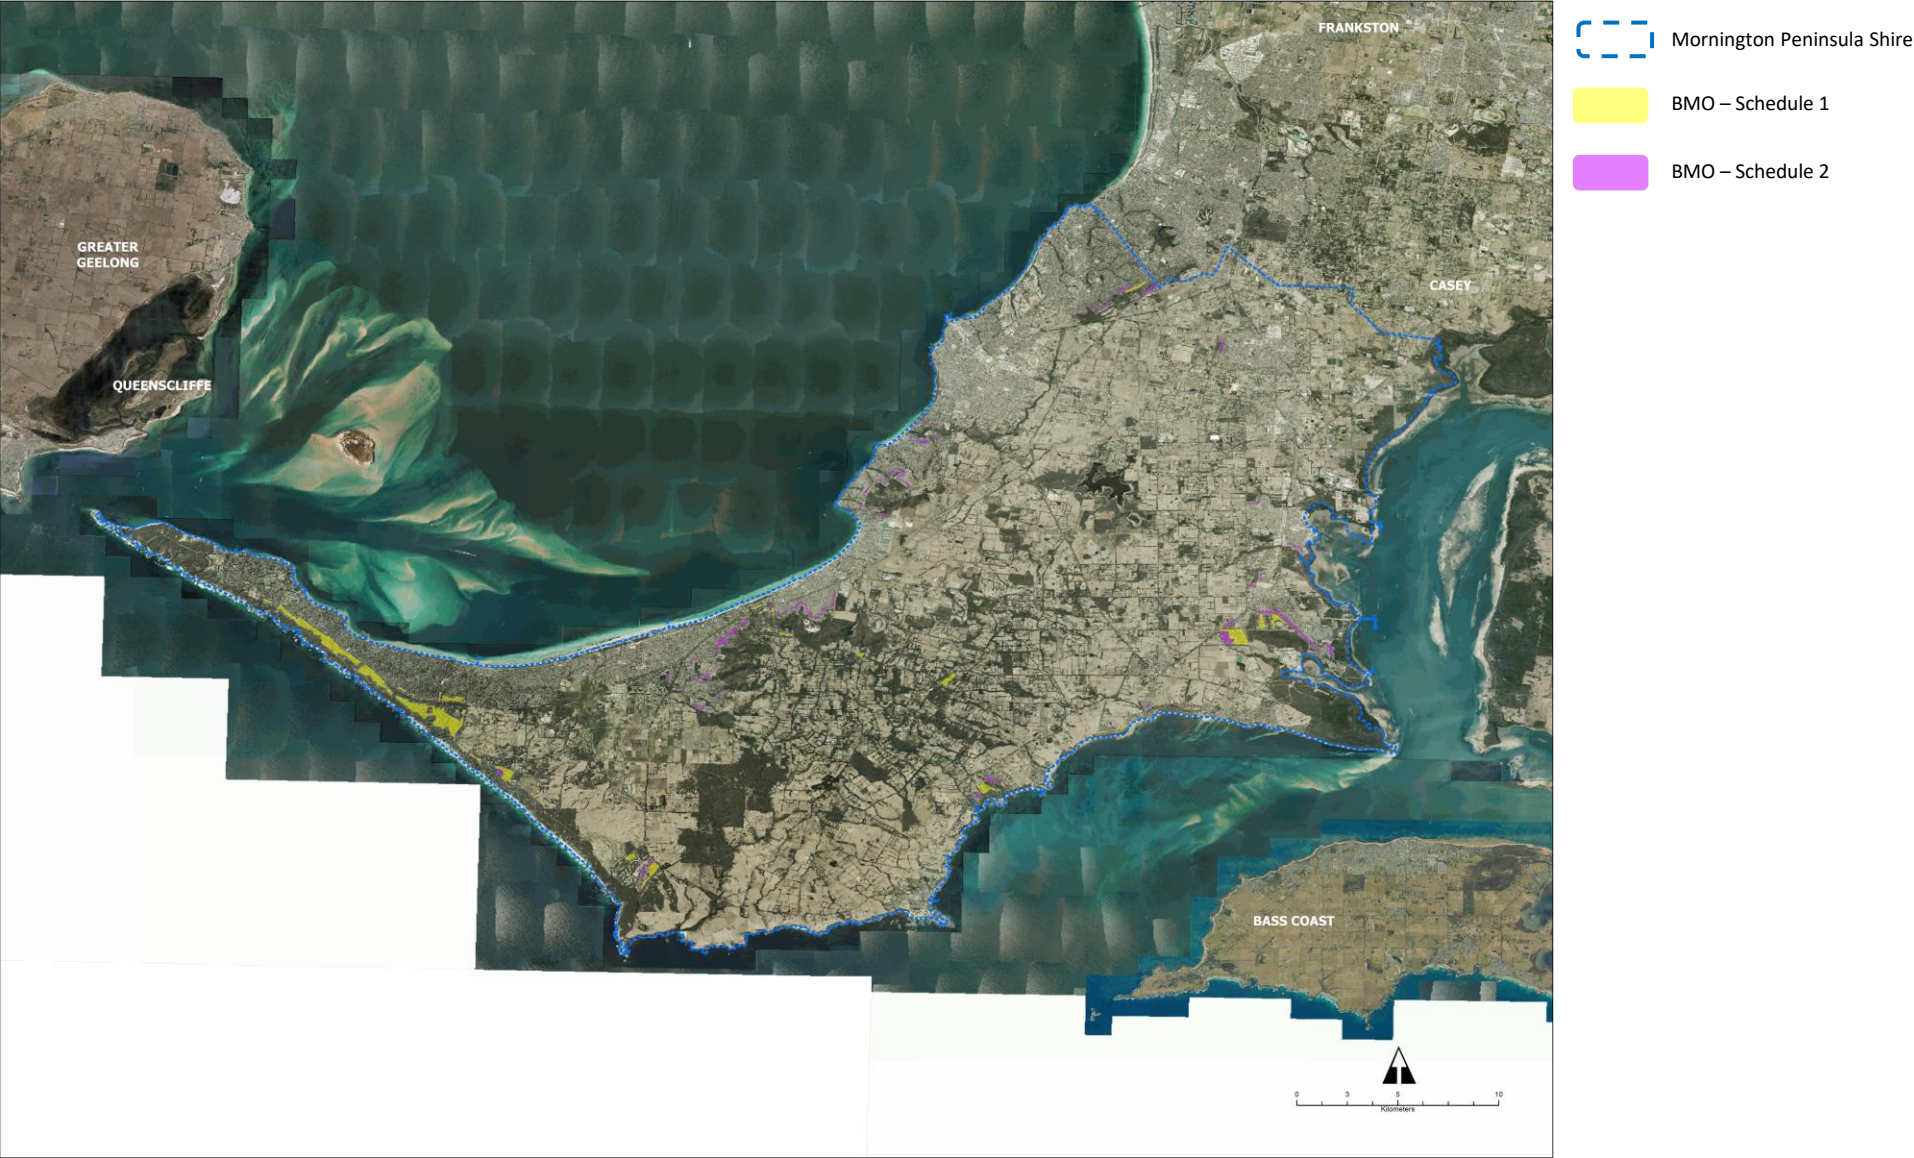 FRANKSTON
GREATER
GEELONG
CASEY
QUEENSCLIFFE
BASS COAST
0 3 5 10
Kilometers
Mornington Peninsula Shire
BMO – Schedule 1
BMO – Schedule 2